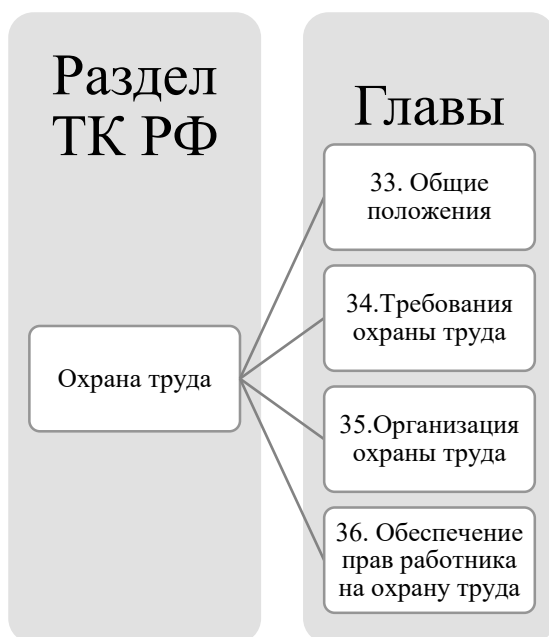 Раздел
ТК РФ
Охрана труда
Главы
33. Общие
положения
34.Требования
охраны труда
35.Организация
охраны труда
36. Обеспечение
прав работника
на охрану труда